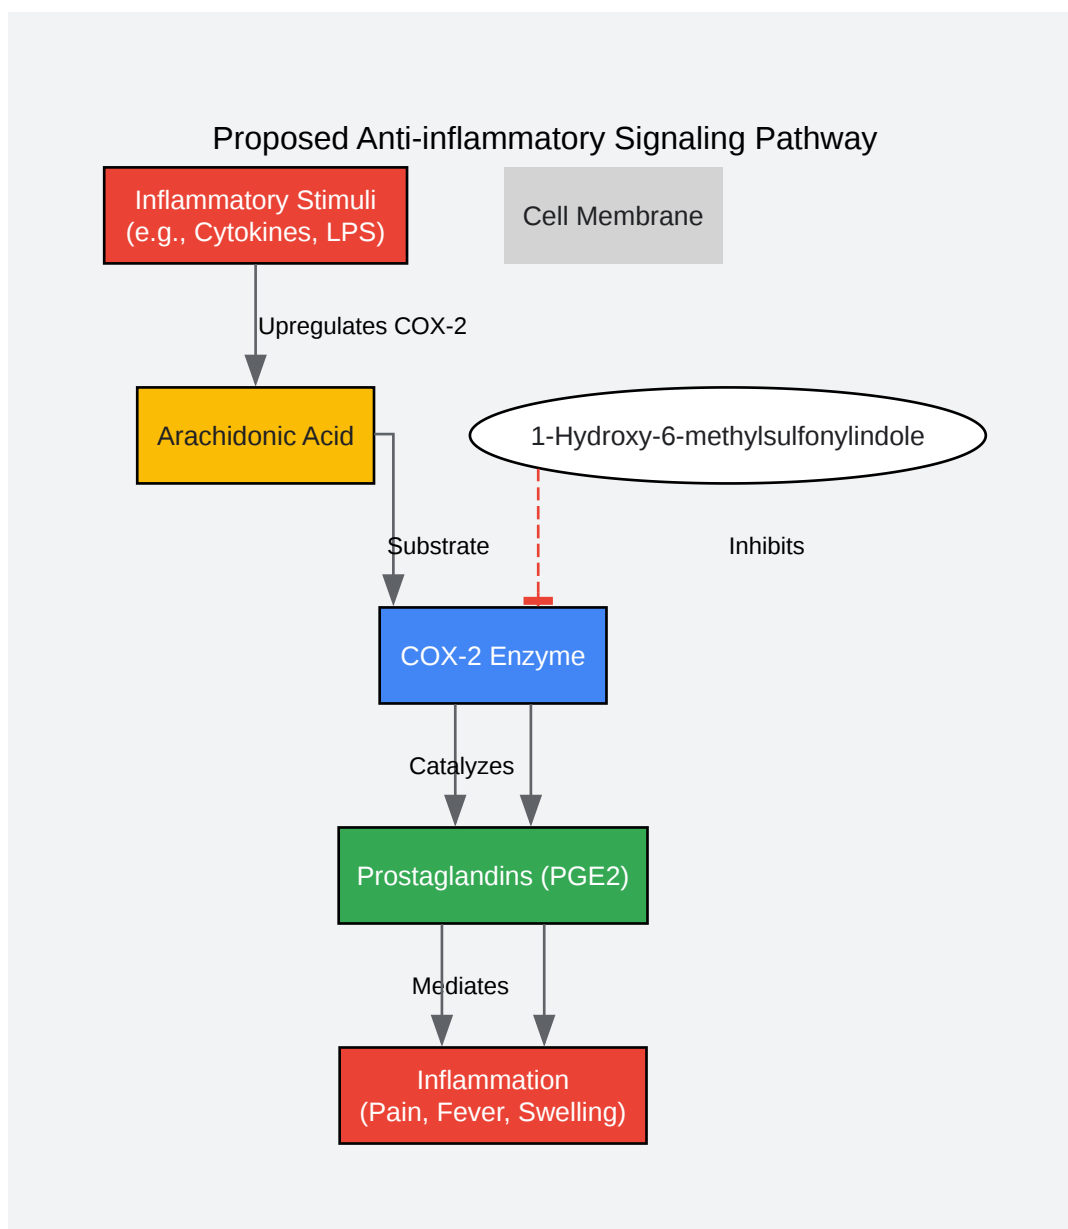 Proposed Anti-inflammatory Signaling Pathway
Inflammatory Stimuli
(e.g., Cytokines, LPS)
Cell Membrane
Upregulates COX-2
Arachidonic Acid
1-Hydroxy-6-methylsulfonylindole
Substrate
Inhibits
COX-2 Enzyme
Catalyzes
Prostaglandins (PGE2)
Mediates
Inflammation
(Pain, Fever, Swelling)